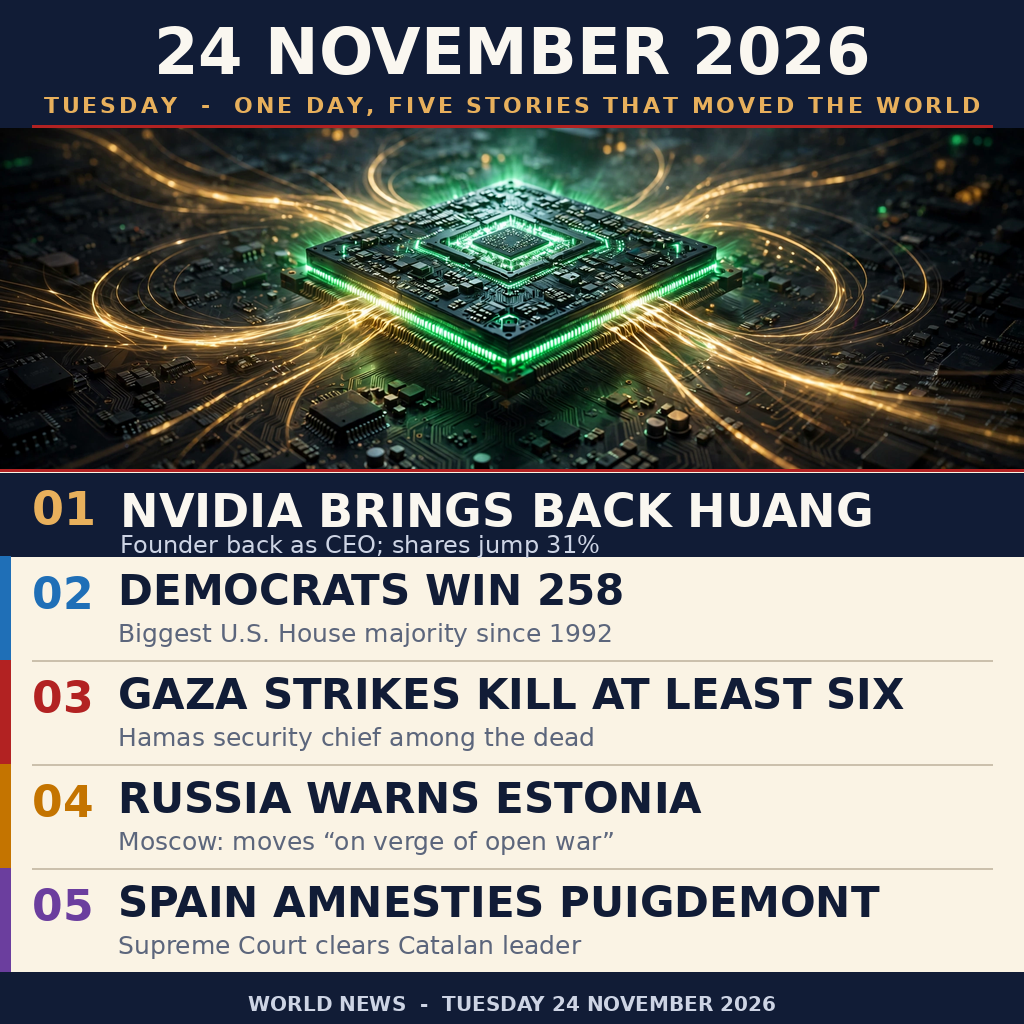 24 NOVEMBER 2026
TUESDAY - ONE DAY, FIVE STORIES THAT MOVED THE WORLD
01 NVIDIA BRINGS BACK HUANG
Founder back as CEO; shares jump 31%
02 DEMOCRATS WIN 258
Biggest U.S. House majority since 1992
03 GAZA STRIKES KILL AT LEAST SIX
Hamas security chief among the dead
04 RUSSIA WARNS ESTONIA
Moscow: moves “on verge of open war”
05 SPAIN AMNESTIES PUIGDEMONT
Supreme Court clears Catalan leader
WORLD NEWS - TUESDAY 24 NOVEMBER 2026